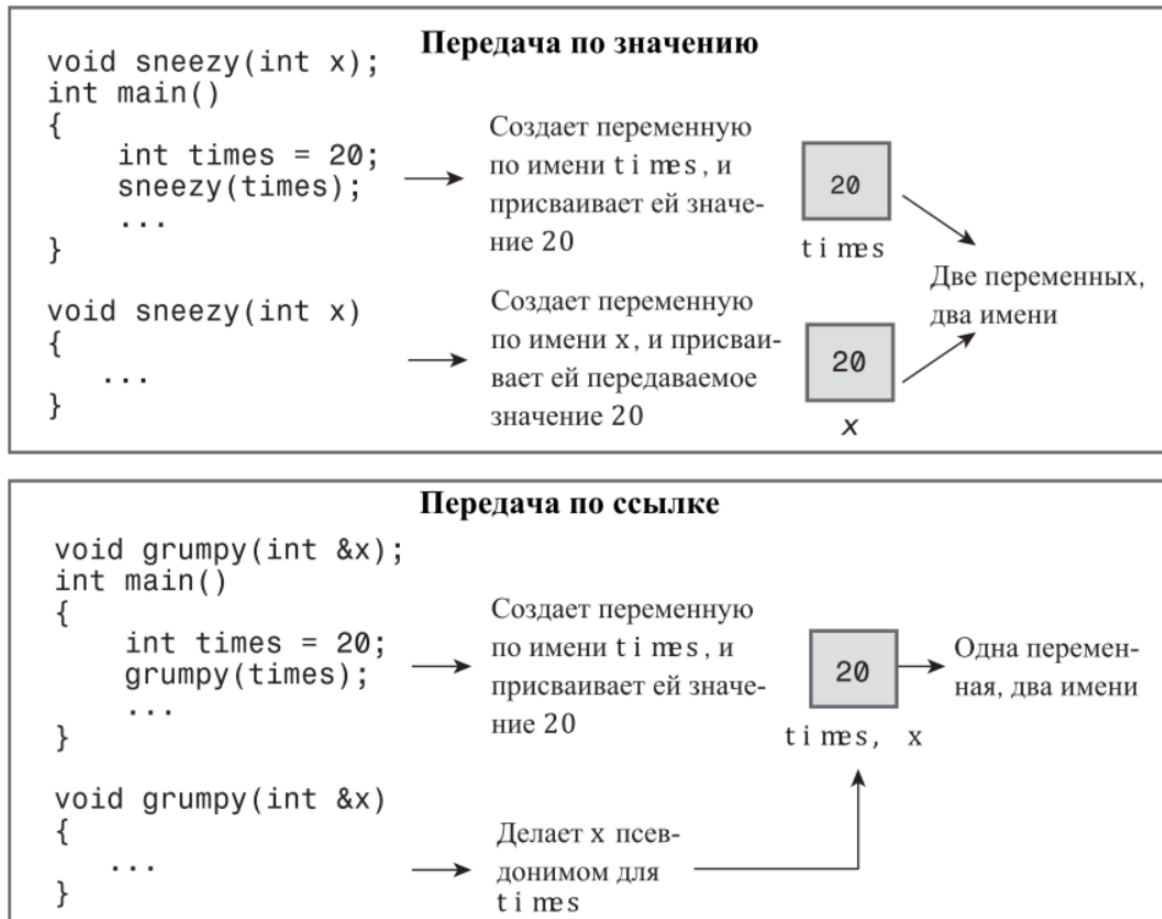 Передача по значению
void sneezy(int x);
int main()
{
int times = 20;
sneezy(times);
...
}
Создает переменную
по имени times, и
присваивает ей значе-
ние 20
20
times
Две переменных,
два имени
void sneezy(int x)
{
...
}
Создает переменную
по имени x, и присваи-
вает ей передаваемое
значение 20
20
x
Передача по ссылке
void grumpy(int &x);
int main()
{
int times = 20;
grumpy(times);
...
}
Создает переменную
по имени times, и
присваивает ей значе-
ние 20
20
times, x
Одна перемен-
ная, два имени
void grumpy(int &x)
{
...
}
Делает x псев-
донимом для
times